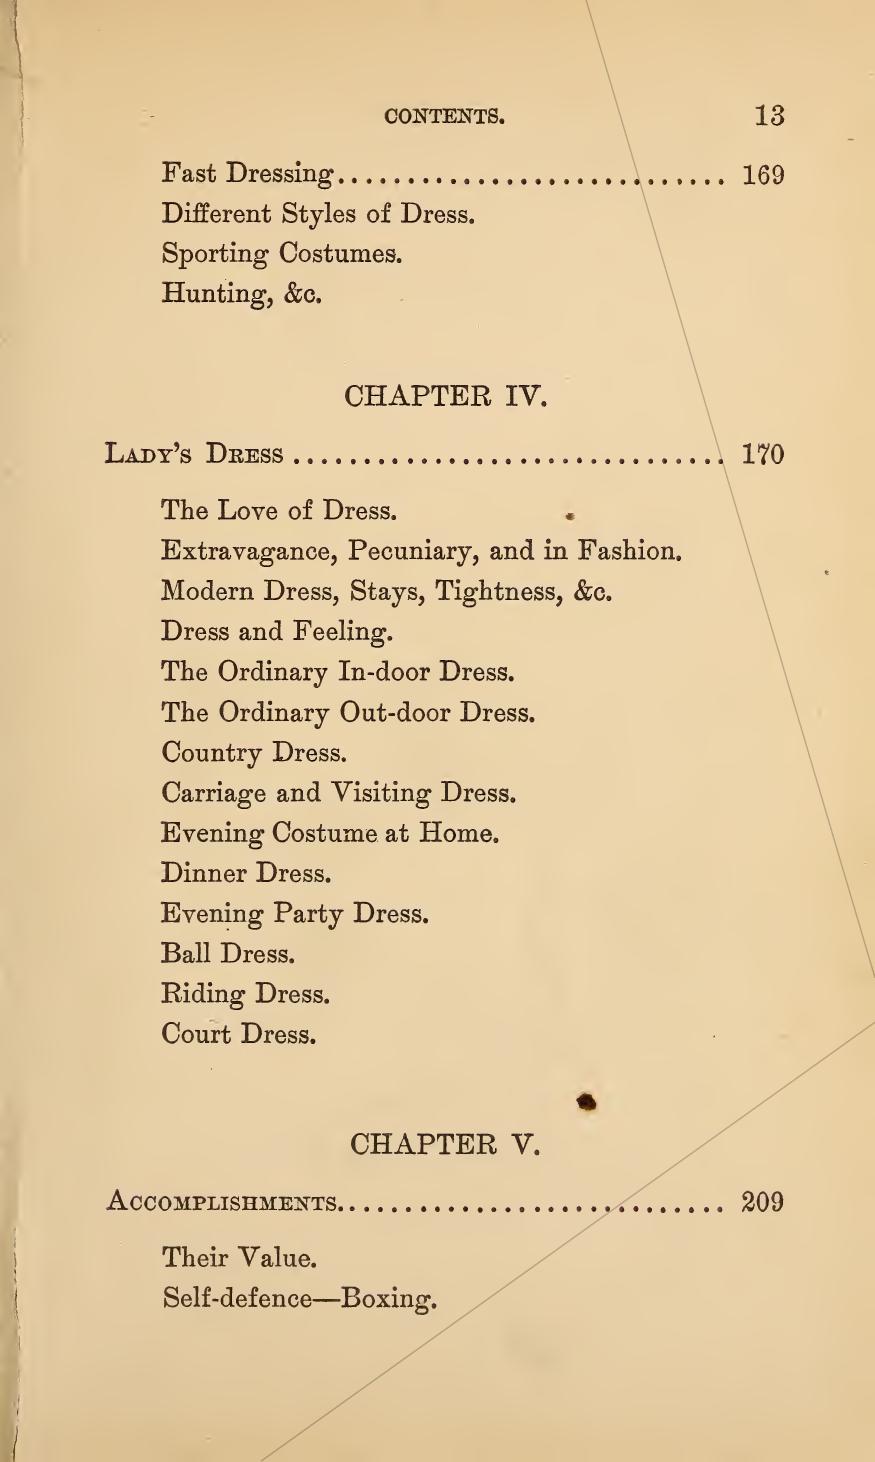 CONTENTS. 13
Fast Dressing............................ 169
Different Styles of Dress.
Sporting Costumes.
Hunting, &c.
CHAPTER IV.
LADY'S DRESS ............................... 170
The Love of Dress.
Extravagance, Pecuniary, and in Fashion.
Modern Dress, Stays, Tightness, &c.
Dress and Feeling.
The Ordinary In-door Dress.
The Ordinary Out-door Dress.
Country Dress.
Carriage and Visiting Dress.
Evening Costume at Home.
Dinner Dress.
Evening Party Dress.
Ball Dress.
Riding Dress.
Court Dress.
CHAPTER V.
ACCOMPLISHMENTS............................ 209
Their Value.
Self-defence—Boxing.